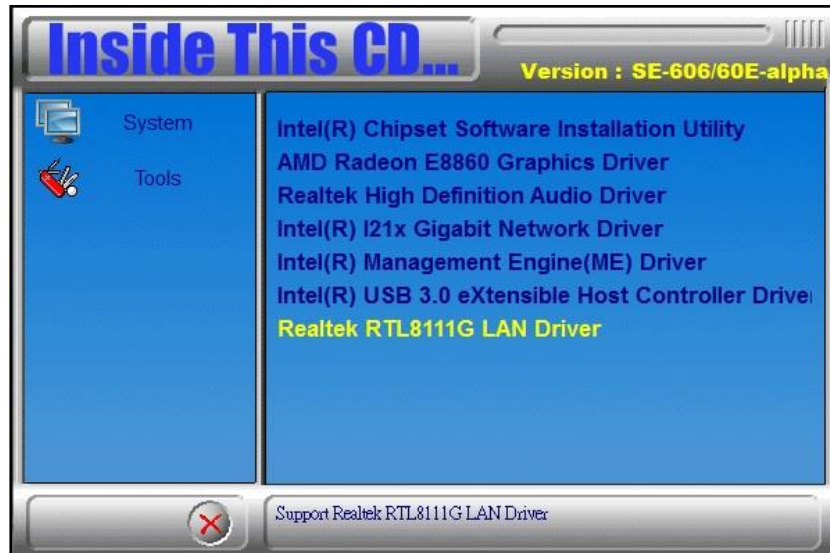 Inside This CD...
Version : SE-606/60E-alpha
System
Tools
Intel(R) Chipset Software Installation Utility
AMD Radeon E8860 Graphics Driver
Realtek High Definition Audio Driver
Intel(R) I21x Gigabit Network Driver
Intel(R) Management Engine(ME) Driver
Intel(R) USB 3.0 eXtensible Host Controller Drive
Realtek RTL8111G LAN Driver
Support Realtek RTL8111G LAN Driver